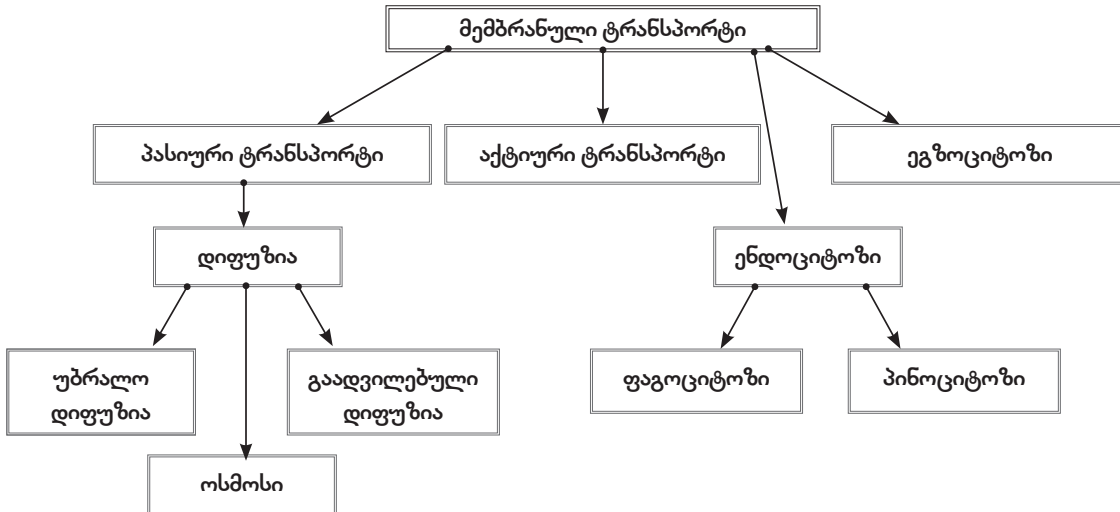 მემბრანული ტრანსპორტი
პასიური ტრანსპორტი
აქტიური ტრანსპორტი
ეგზოციტოზი
დიფუზია
ენდოციტოზი
უბრალო
დიფუზია
გაადვილებული
დიფუზია
ფაგოციტოზი
პინოციტოზი
ოსმოსი